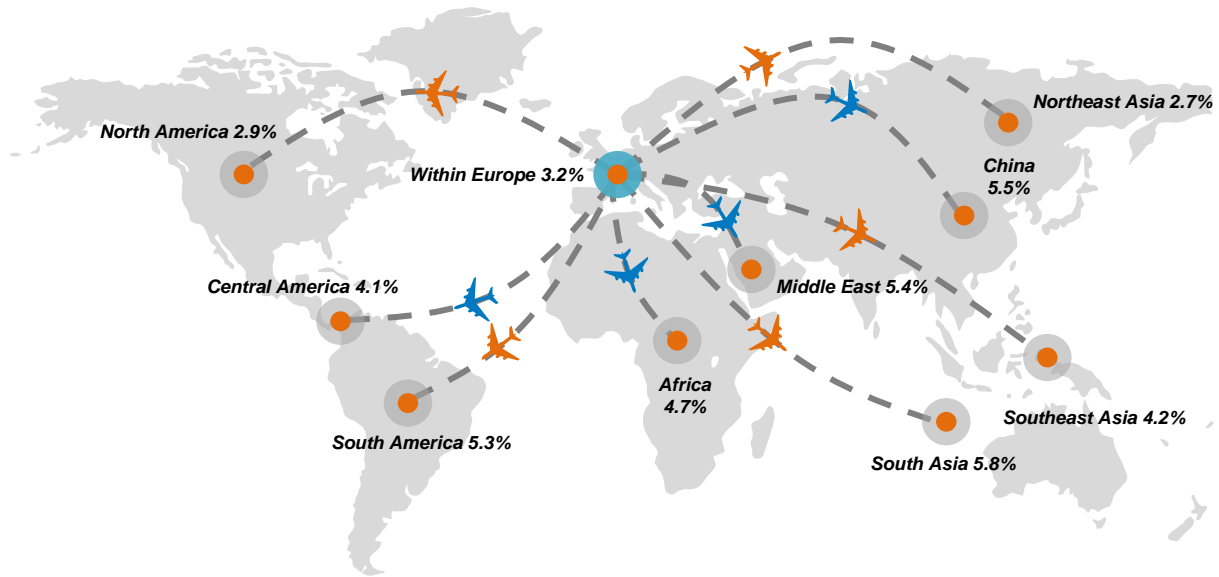 Northeast Asia 2.7%
North America 2.9%
China
5.5%
Within Europe 3.2%
Central America 4.1%
Middle East 5.4%
Africa
4.7%
Southeast Asia 4.2%
South America 5.3%
South Asia 5.8%